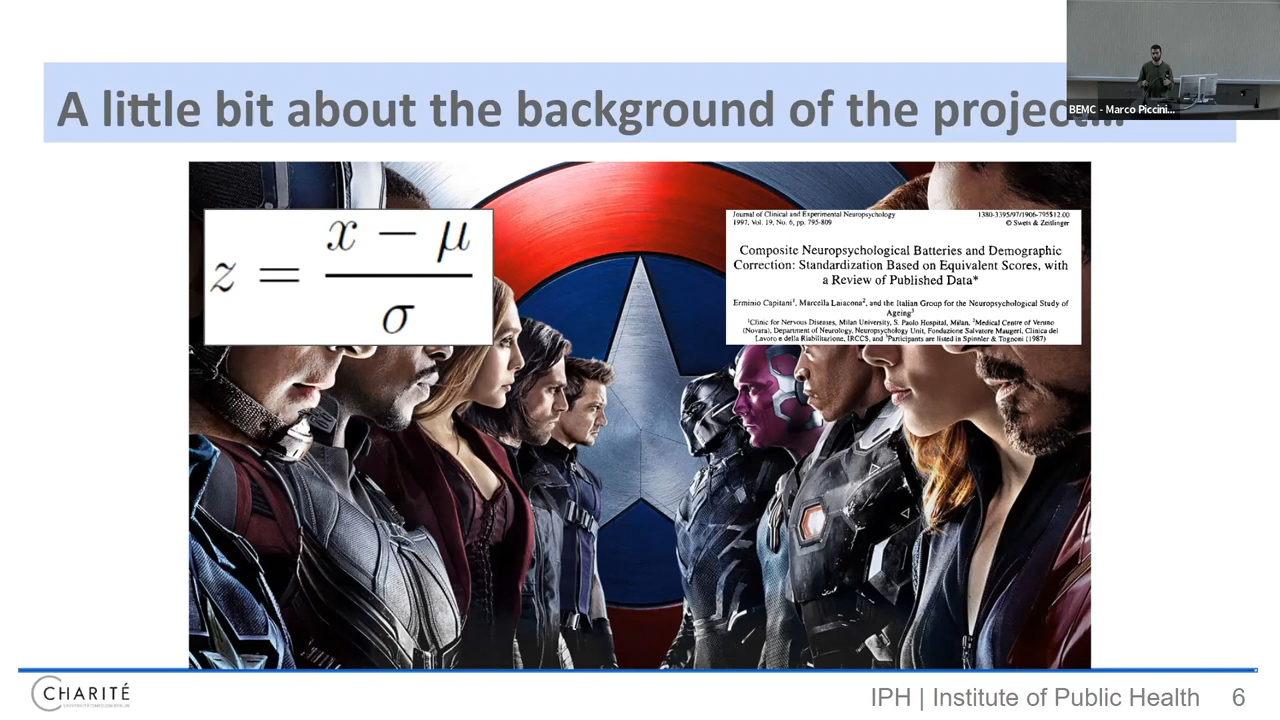 A little bit about the background of the project...
BEMC - Marco Piccini...
z = x − μ
σ
Journal of Clinical and Experimental Neuropsychology
1997, Vol. 19, No. 6, pp. 795-809
1380-3395/97/1906-795$12.00
© Swets & Zeitlinger
Composite Neuropsychological Batteries and Demographic
Correction: Standardization Based on Equivalent Scores, with
a Review of Published Data*
Erminio Capitani¹, Marcella Laiacona², and the Italian Group for the Neuropsychological Study of
Ageing³
¹Clinic for Nervous Diseases, Milan University, S. Paolo Hospital, Milan, ²Medical Centre of Veruno
(Novara), Department of Neurology, Neuropsychology Unit, Fondazione Salvatore Maugeri, Clinica del
Lavoro e della Riabilitazione, IRCCS, and ³Participants are listed in Spinnler & Tognoni (1987)
CHARITÉ
UNIVERSITÄTSMEDIZIN BERLIN
IPH | Institute of Public Health 6